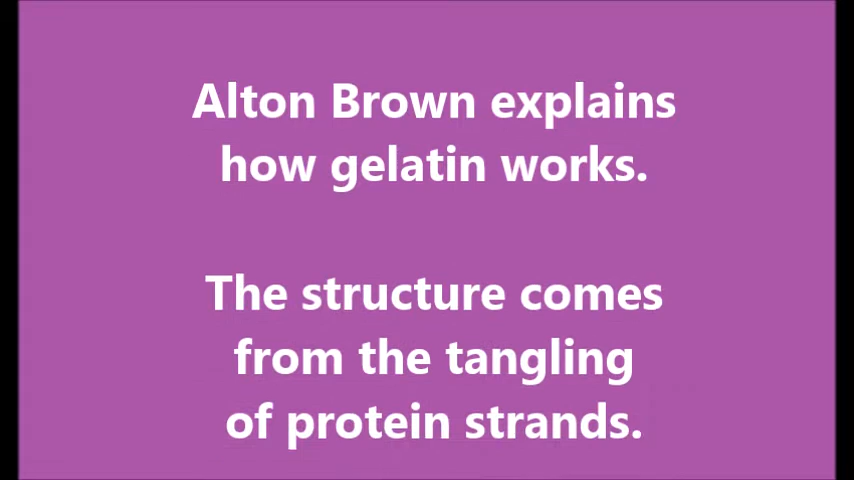 Alton Brown explains
how gelatin works.
The structure comes
from the tangling
of protein strands.